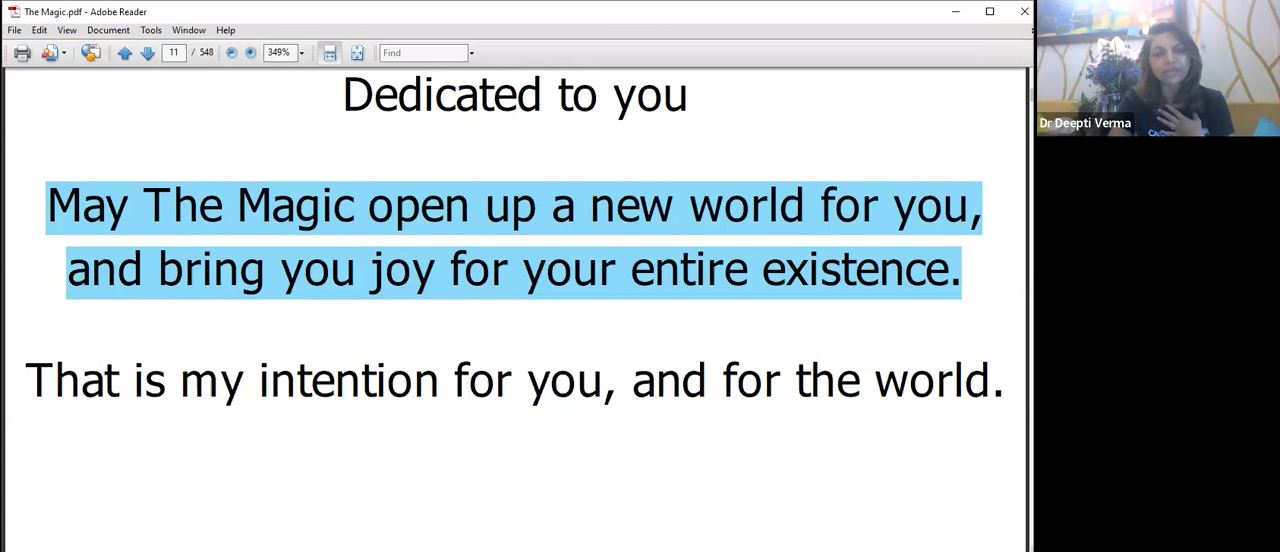 The Magic.pdf - Adobe Reader
File Edit View Document Tools Window Help
11 / 548 349% Find
Dedicated to you
May The Magic open up a new world for you,
and bring you joy for your entire existence.
That is my intention for you, and for the world.
Dr Deepti Verma